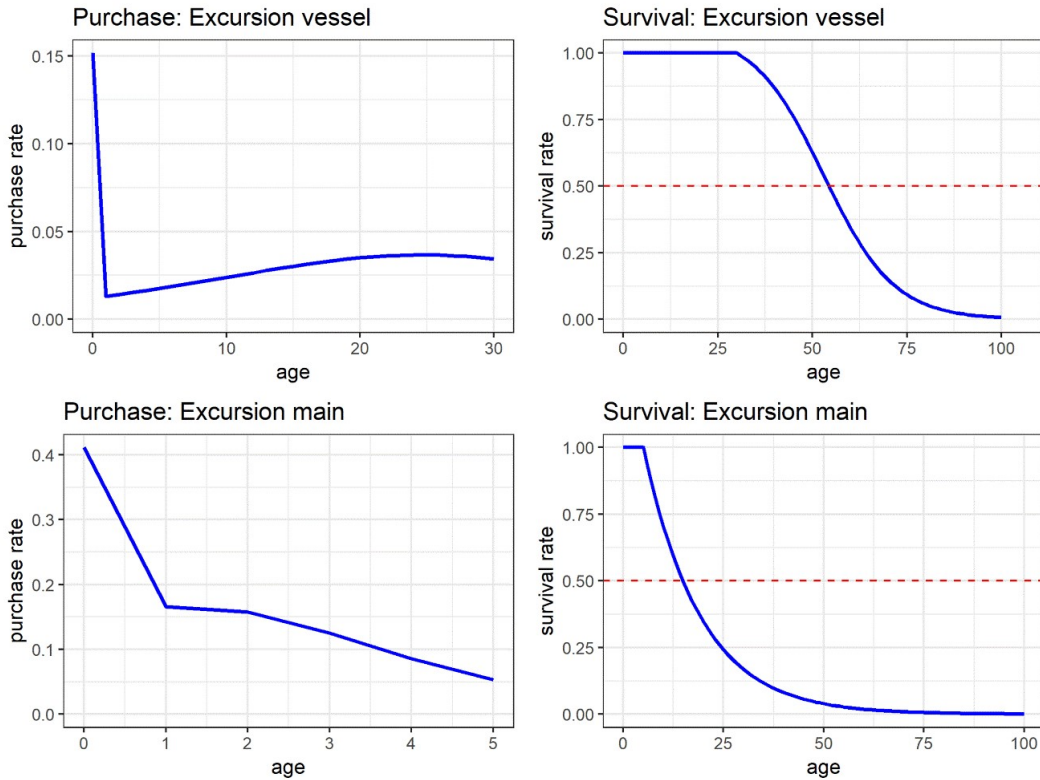 Purchase: Excursion vessel
purchase rate
0.15
0.10
0.05
0.00
0 10 20 30
age
Survival: Excursion vessel
survival rate
1.00
0.75
0.50
0.25
0.00
0 25 50 75 100
age
Purchase: Excursion main
purchase rate
0.4
0.3
0.2
0.1
0.0
0 1 2 3 4 5
age
Survival: Excursion main
survival rate
1.00
0.75
0.50
0.25
0.00
0 25 50 75 100
age